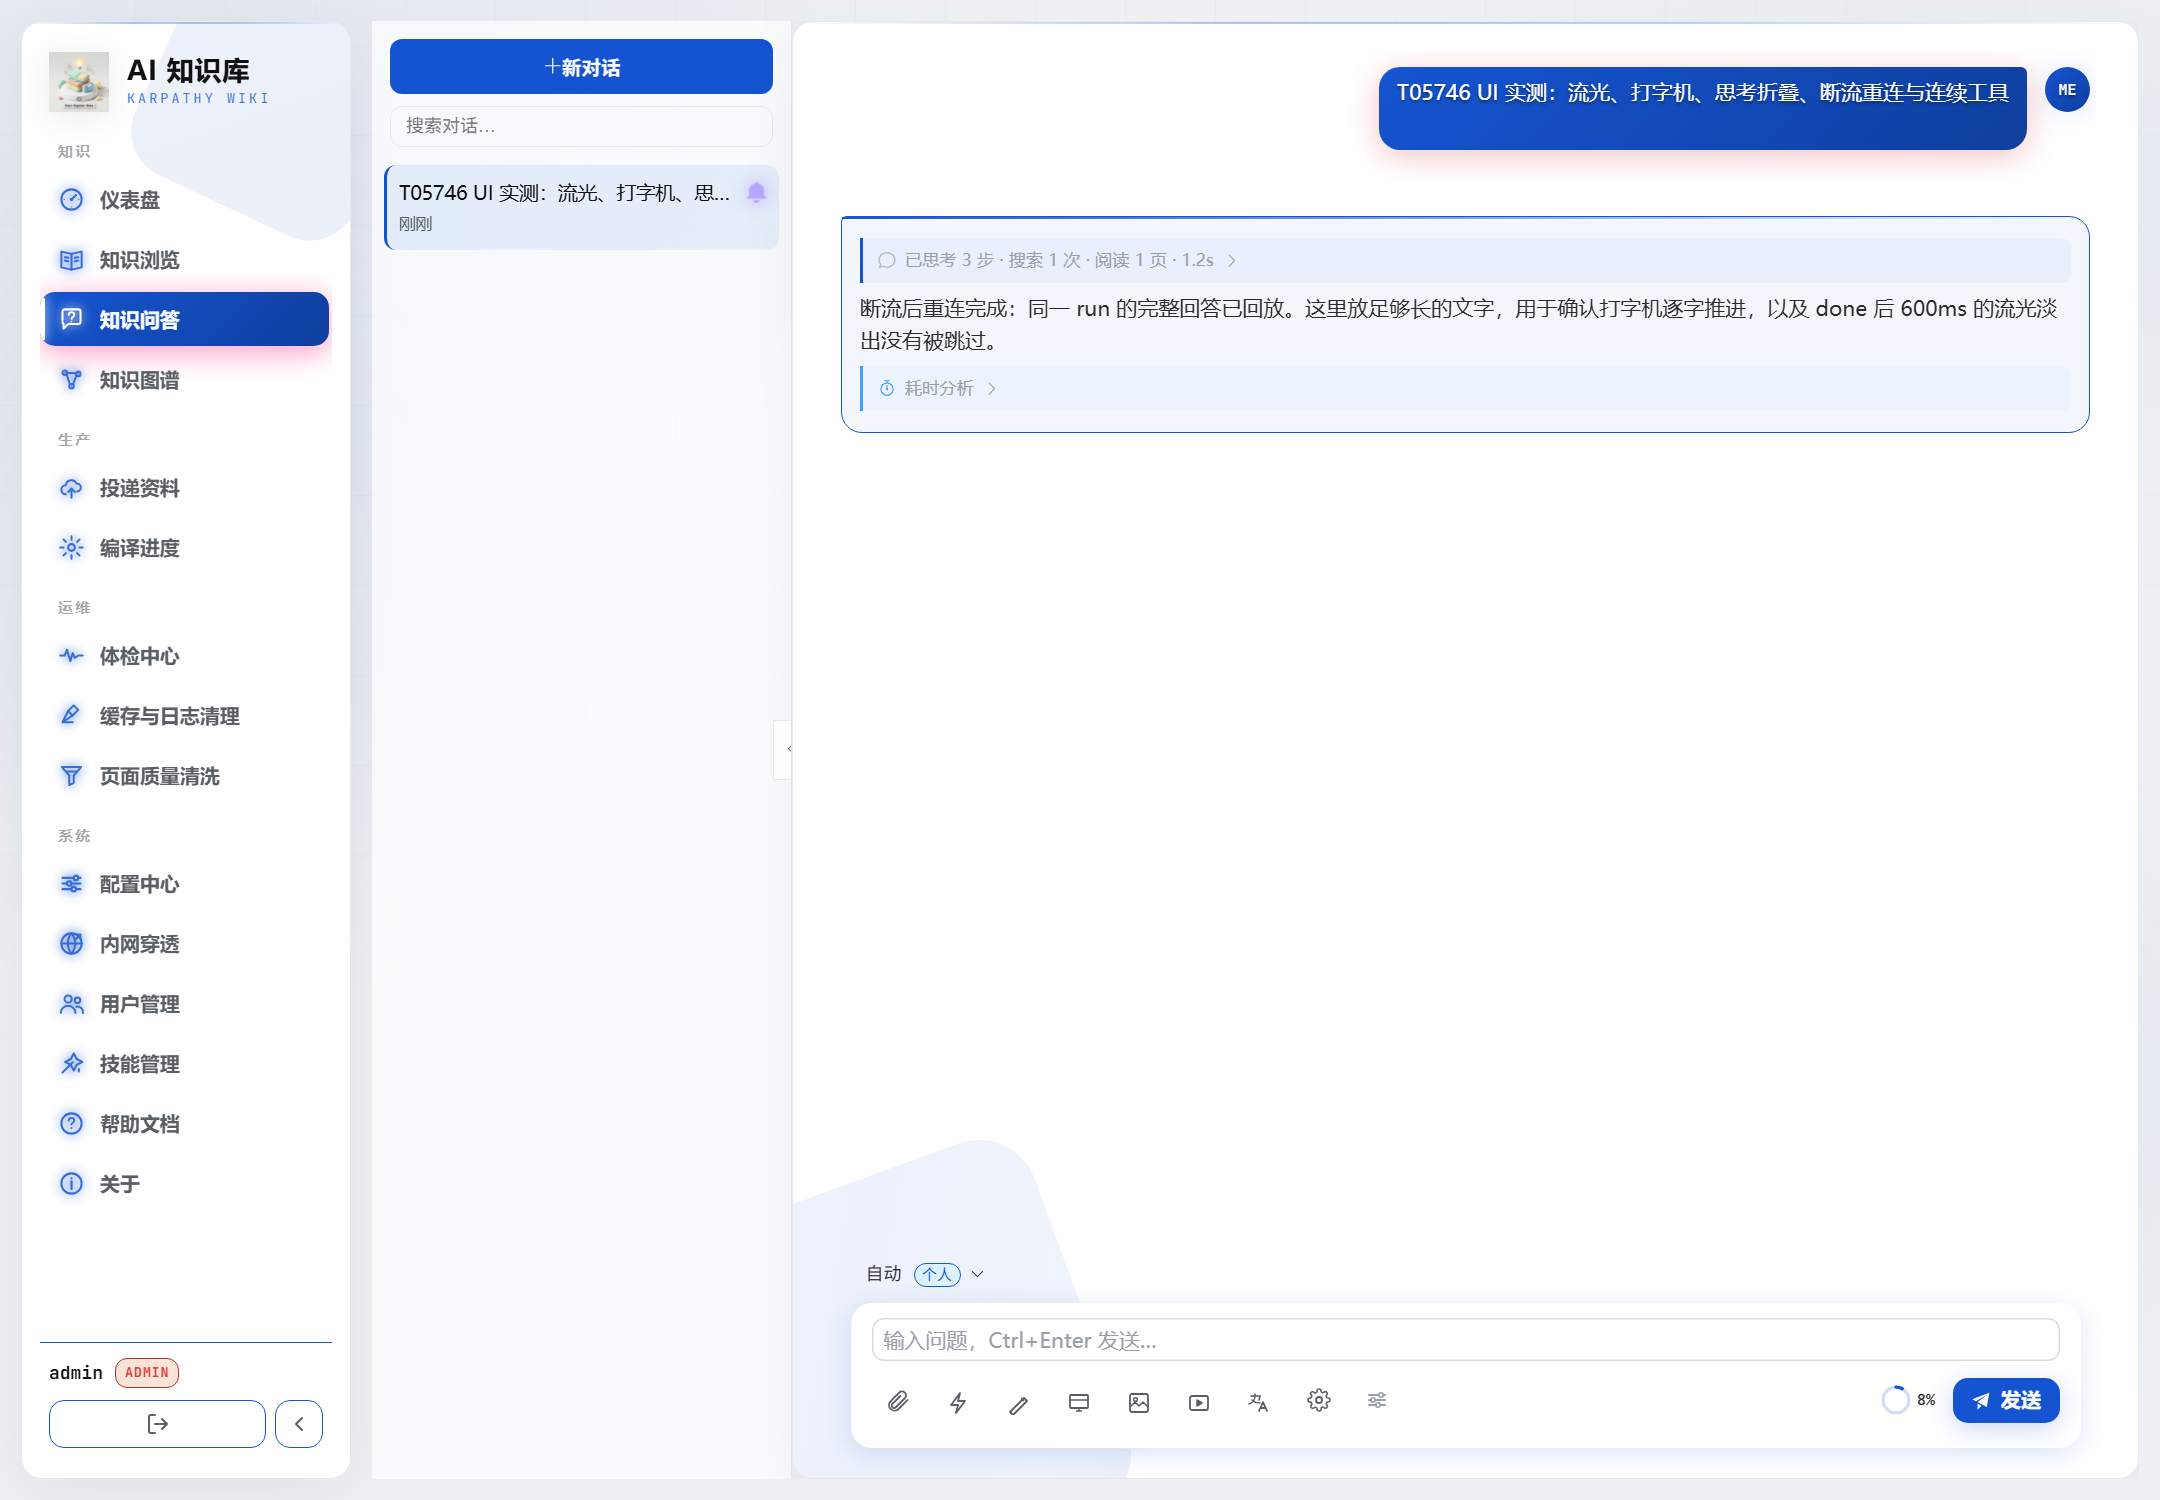 AI 知识库
KARPATHY WIKI
知识
仪表盘
知识浏览
知识问答
知识图谱
生产
投递资料
编译进度
运维
体检中心
缓存与日志清理
页面质量清洗
系统
配置中心
内网穿透
用户管理
技能管理
帮助文档
关于
admin ADMIN
+新对话
搜索对话...
T05746 UI 实测：流光、打字机、思...
刚刚
T05746 UI 实测：流光、打字机、思考折叠、断流重连与连续工具
ME
已思考 3 步 · 搜索 1 次 · 阅读 1 页 · 1.2s
断流后重连完成：同一 run 的完整回答已回放。这里放足够长的文字，用于确认打字机逐字推进，以及 done 后 600ms 的流光淡
出没有被跳过。
耗时分析
自动 个人
输入问题，Ctrl+Enter 发送...
8%
发送